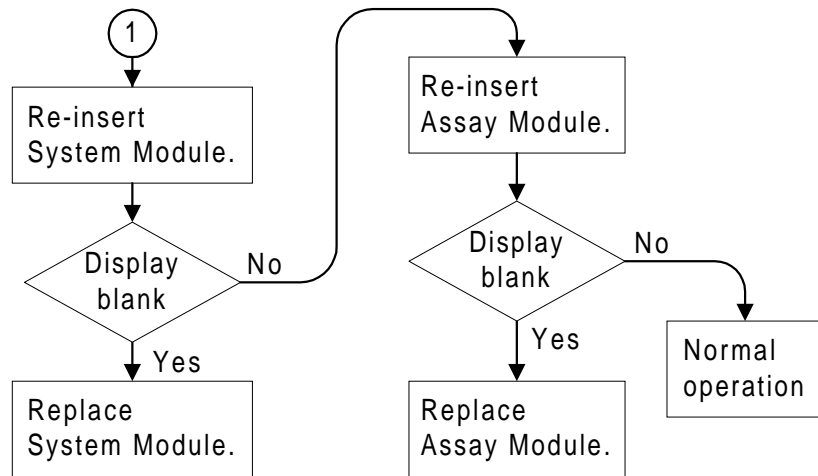 1
Re-insert
System Module.
Display
blank
No
Yes
Replace
System Module.
Re-insert
Assay Module.
Display
blank
No
Yes
Replace
Assay Module.
Normal
operation